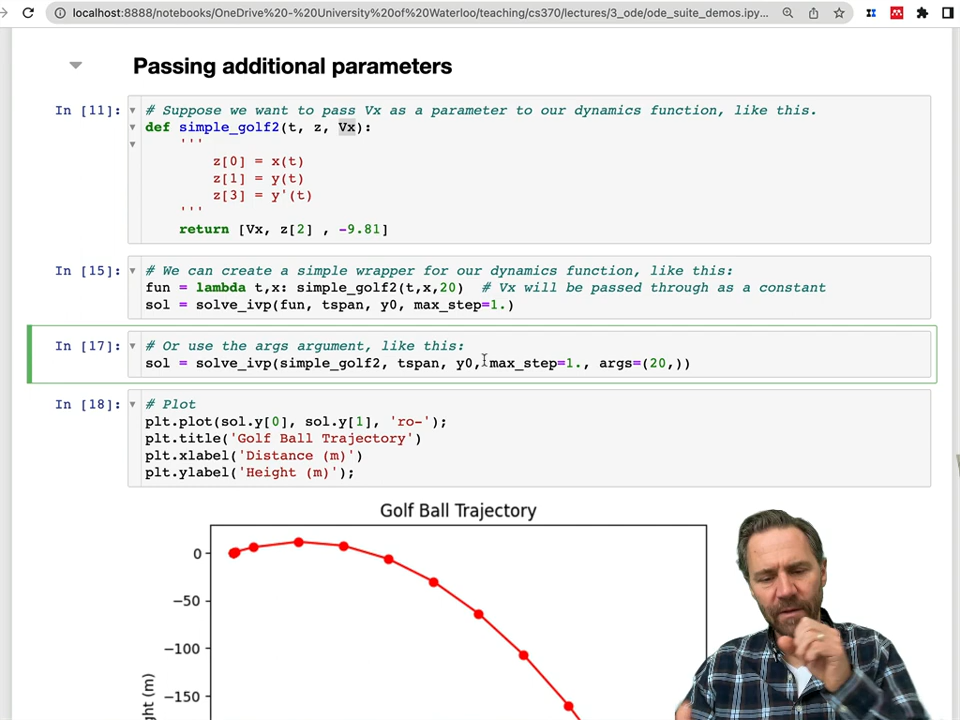 localhost:8888/notebooks/OneDrive%20-%20University%20of%20Waterloo/teaching/cs370/lectures/3_ode/ode_suite_demos.ipy...
Passing additional parameters
In [11]: # Suppose we want to pass Vx as a parameter to our dynamics function, like this.
def simple_golf2(t, z, Vx):
'''
z[0] = x(t)
z[1] = y(t)
z[3] = y'(t)
'''
return [Vx, z[2] , -9.81]
In [15]: # We can create a simple wrapper for our dynamics function, like this:
fun = lambda t,x: simple_golf2(t,x,20)  # Vx will be passed through as a constant
sol = solve_ivp(fun, tspan, y0, max_step=1.)
In [17]: # Or use the args argument, like this:
sol = solve_ivp(simple_golf2, tspan, y0, max_step=1., args=(20,))
In [18]: # Plot
plt.plot(sol.y[0], sol.y[1], 'ro-');
plt.title('Golf Ball Trajectory')
plt.xlabel('Distance (m)')
plt.ylabel('Height (m)');
Golf Ball Trajectory
0
−50
−100
−150
ght (m)